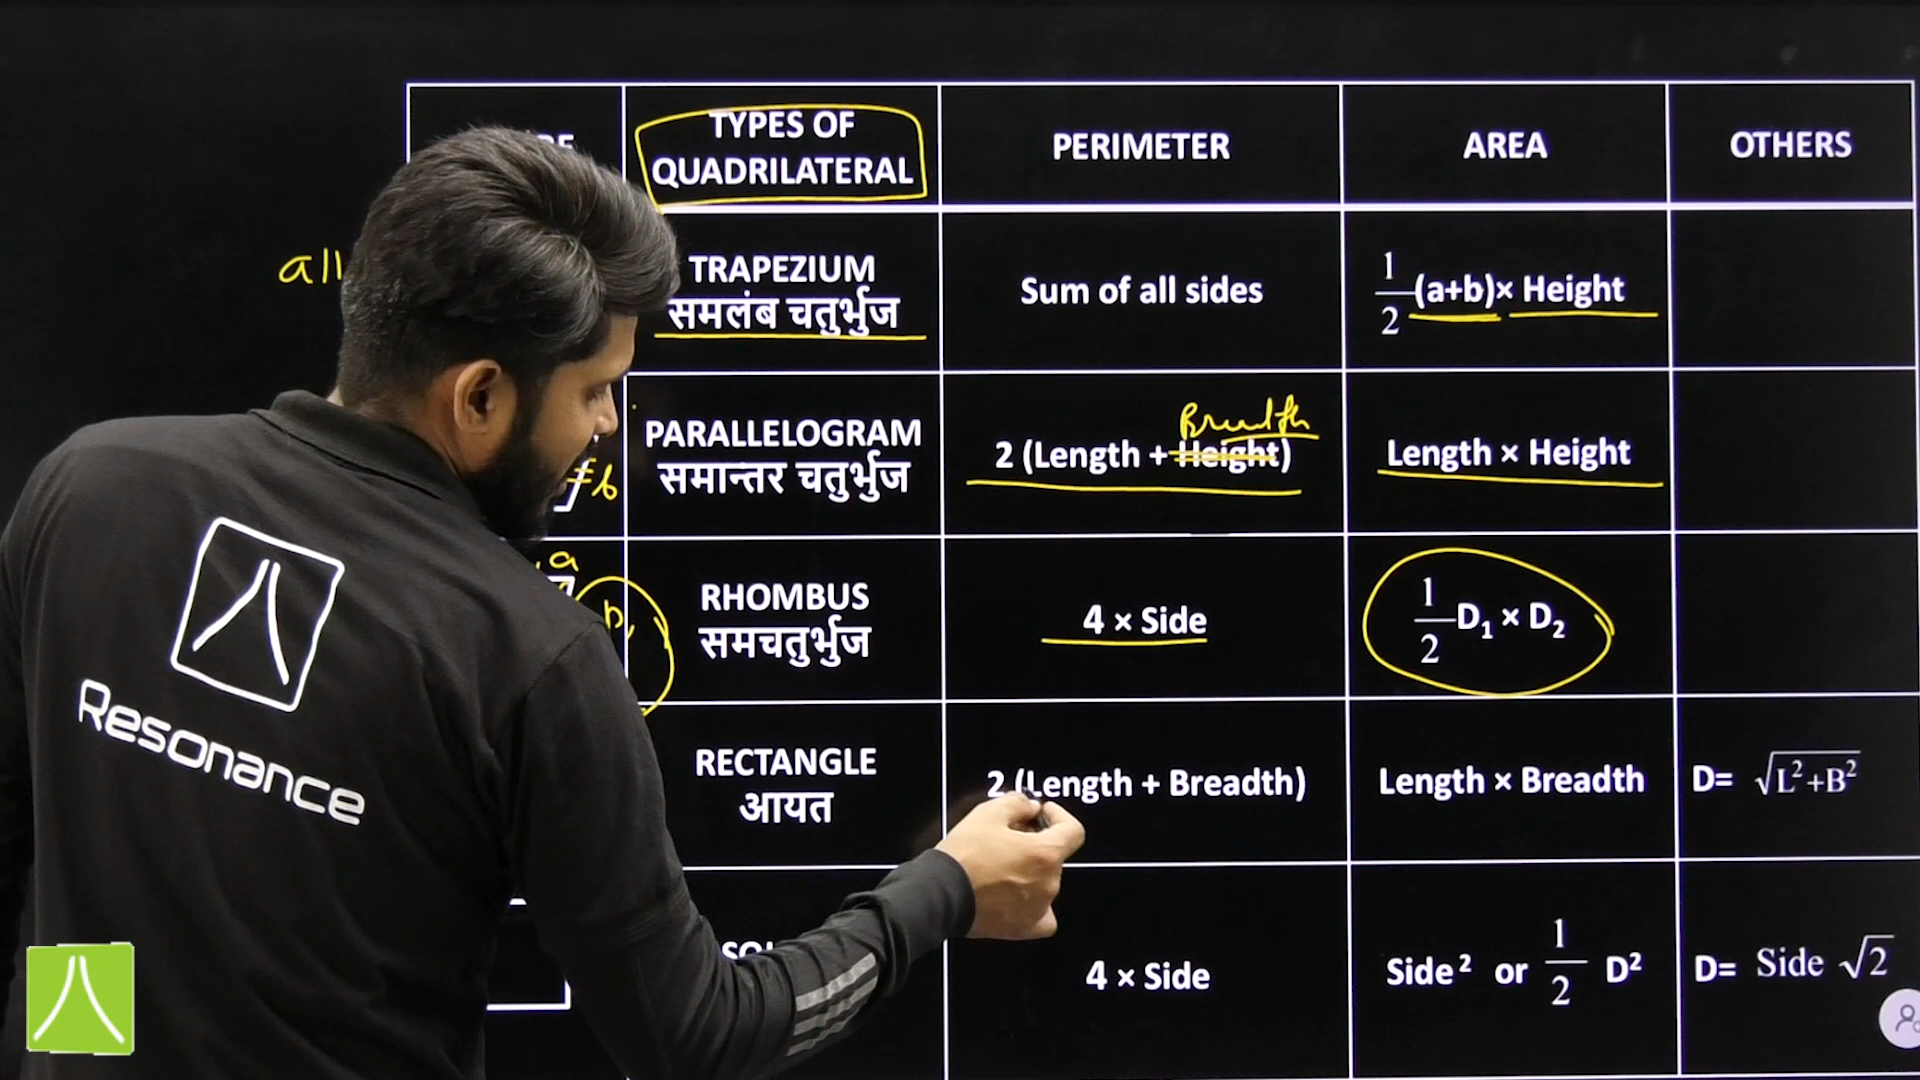 TYPES OF
QUADRILATERAL
PERIMETER
AREA
OTHERS
all
TRAPEZIUM
समलंब चतुर्भुज
Sum of all sides
1/2 (a+b)× Height
=b
PARALLELOGRAM
समान्तर चतुर्भुज
Breadth
2 (Length + Height)
Length × Height
a
RHOMBUS
समचतुर्भुज
4 × Side
1/2 D₁ × D₂
RECTANGLE
आयत
2 (Length + Breadth)
Length × Breadth
D= √L²+B²
4 × Side
Side² or 1/2 D²
D= Side √2
Resonance